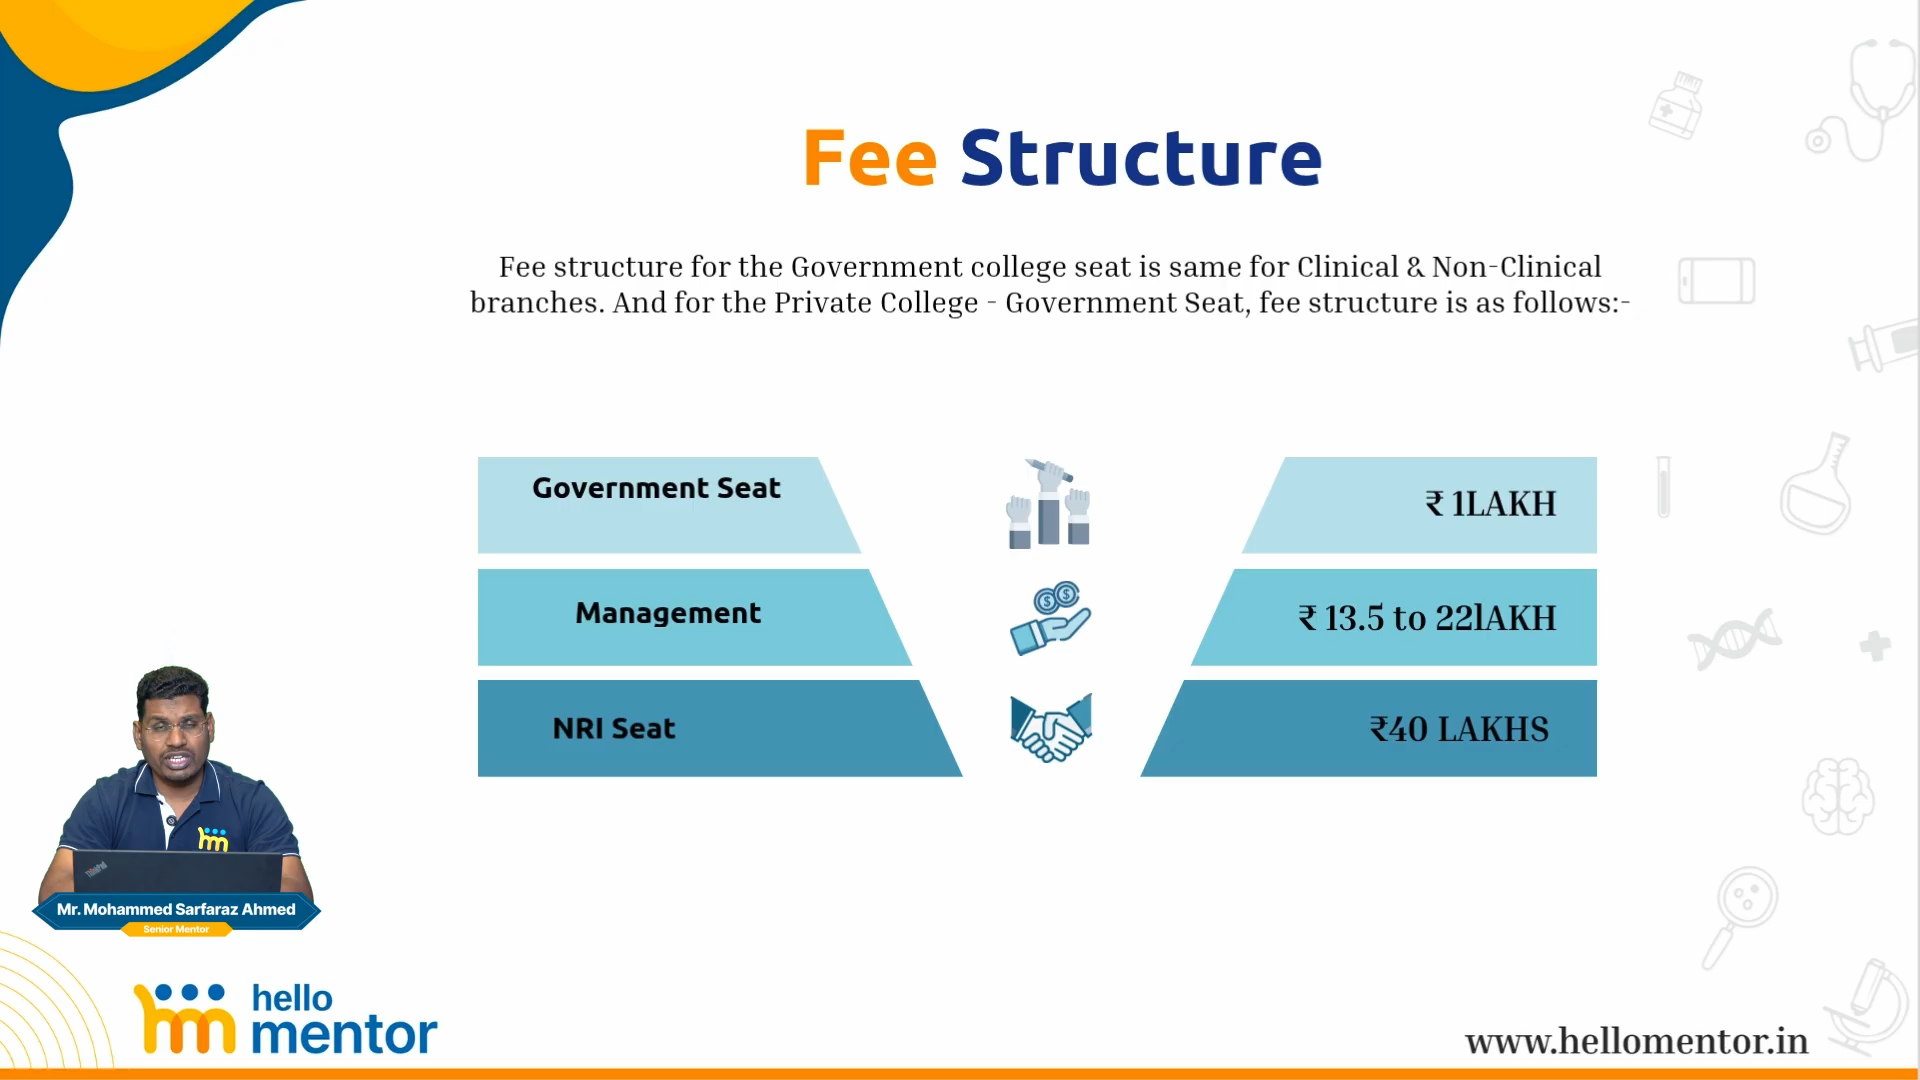 Fee Structure
Fee structure for the Government college seat is same for Clinical & Non-Clinical
branches. And for the Private College - Government Seat, fee structure is as follows:-
Government Seat
₹ 1LAKH
Management
₹ 13.5 to 22lAKH
NRI Seat
₹40 LAKHS
hm
Mr. Mohammed Sarfaraz Ahmed
Senior Mentor
hm hello
mentor
www.hellomentor.in